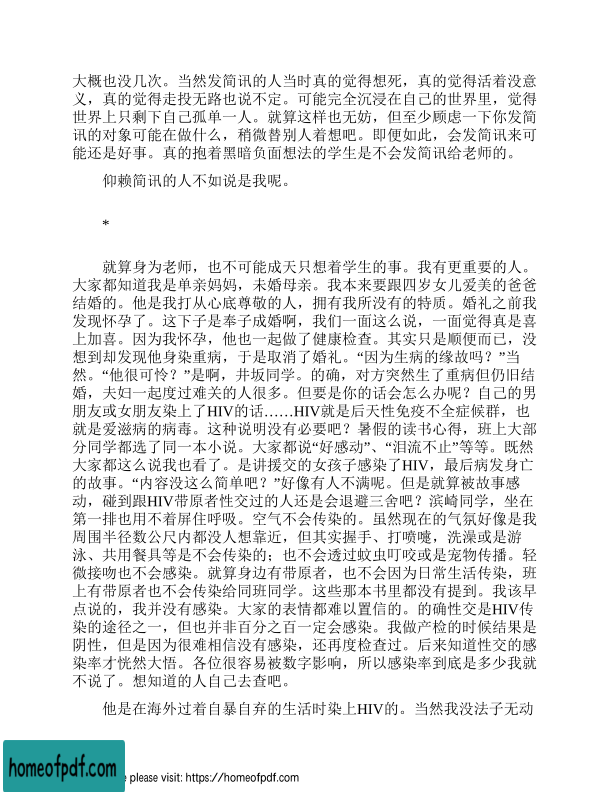 大概也没几次。当然发简讯的人当时真的觉得想死，真的觉得活着没意
义，真的觉得走投无路也说不定。可能完全沉浸在自己的世界里，觉得
世界上只剩下自己孤单一人。就算这样也无妨，但至少顾虑一下你发简
讯的对象可能在做什么，稍微替别人着想吧。即便如此，会发简讯来可
能还是好事。真的抱着黑暗负面想法的学生是不会发简讯给老师的。
仰赖简讯的人不如说是我呢。
*
就算身为老师，也不可能成天只想着学生的事。我有更重要的人。
大家都知道我是单亲妈妈，未婚母亲。我本来要跟四岁女儿爱美的爸爸
结婚的。他是我打从心底尊敬的人，拥有我所没有的特质。婚礼之前我
发现怀孕了。这下子是奉子成婚啊，我们一面这么说，一面觉得真是喜
上加喜。因为我怀孕，他也一起做了健康检查。其实只是顺便而已，没
想到却发现他身染重病，于是取消了婚礼。“因为生病的缘故吗？”当
然。“他很可怜？”是啊，井坂同学。的确，对方突然生了重病但仍旧结
婚，夫妇一起度过难关的人很多。但要是你的话会怎么办呢？自己的男
朋友或女朋友染上了HIV的话……HIV就是后天性免疫不全症候群，也
就是爱滋病的病毒。这种说明没有必要吧？暑假的读书心得，班上大部
分同学都选了同一本小说。大家都说“好感动”、“泪流不止”等等。既然
大家都这么说我也看了。是讲援交的女孩子感染了HIV，最后病发身亡
的故事。“内容没这么简单吧？”好像有人不满呢。但是就算被故事感
动，碰到跟HIV带原者性交过的人还是会退避三舍吧？滨崎同学，坐在
第一排也用不着屏住呼吸。空气不会传染的。虽然现在的气氛好像是我
周围半径数公尺内都没人想靠近，但其实握手、打喷嚏，洗澡或是游
泳、共用餐具等是不会传染的；也不会透过蚊虫叮咬或是宠物传播。轻
微接吻也不会感染。就算身边有带原者，也不会因为日常生活传染，班
上有带原者也不会传染给同班同学。这些那本书里都没有提到。我该早
点说的，我并没有感染。大家的表情都难以置信的。的确性交是HIV传
染的途径之一，但也并非百分之百一定会感染。我做产检的时候结果是
阴性，但是因为很难相信没有感染，还再度检查过。后来知道性交的感
染率才恍然大悟。各位很容易被数字影响，所以感染率到底是多少我就
不说了。想知道的人自己去查吧。
他是在海外过着自暴自弃的生活时染上HIV的。当然我没法子无动
homeofpdf.com
e please visit: https://homeofpdf.com